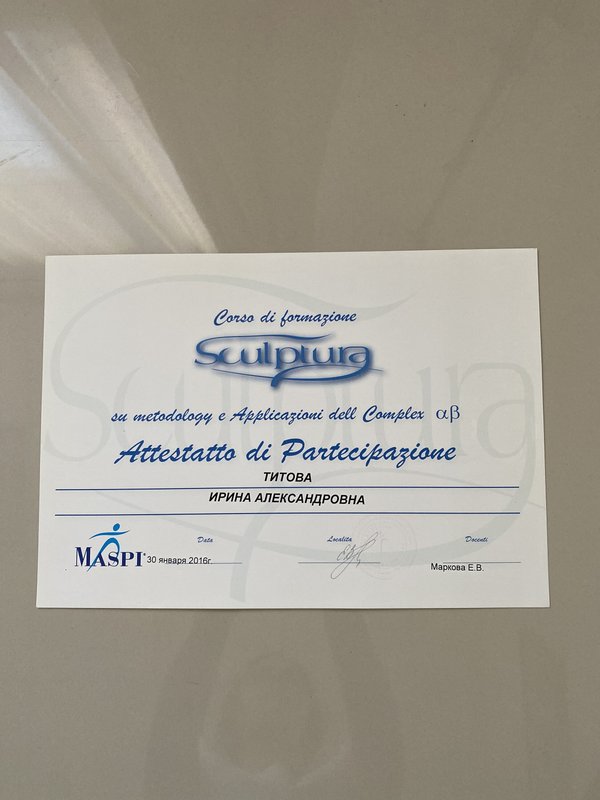 Corso di formazione
Sculptura
su metodology e Applicazioni dell Complex αβ
Attestatto di Partecipazione
ТИТОВА
ИРИНА АЛЕКСАНДРОВНА
Data
Localita
Docenti
MASPI® 30 января 2016г.
Маркова Е.В.